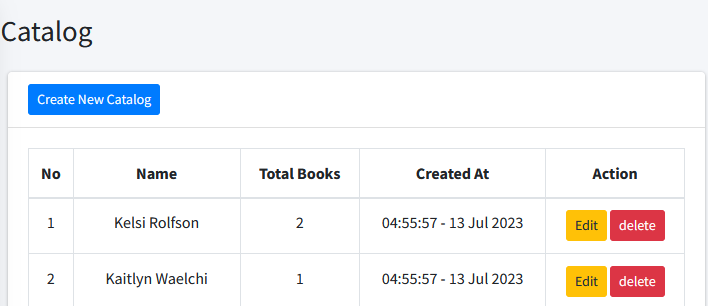 Catalog
Create New Catalog
No Name Total Books Created At Action
1 Kelsi Rolfson 2 04:55:57 - 13 Jul 2023 Edit delete
2 Kaitlyn Waelchi 1 04:55:57 - 13 Jul 2023 Edit delete